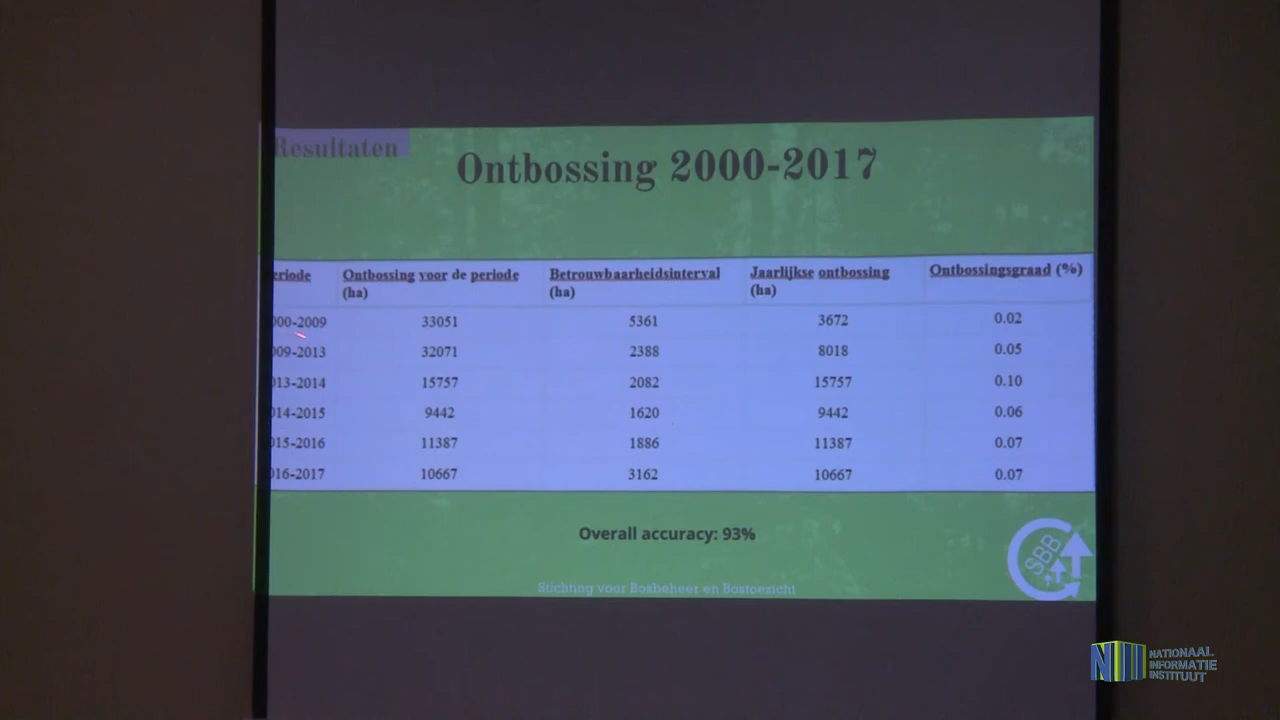 Resultaten
Ontbossing 2000-2017
eriode Ontbossing voor de periode (ha) Betrouwbaarheidsinterval (ha) Jaarlijkse ontbossing (ha) Ontbossingsgraad (%)
000-2009 33051 5361 3672 0.02
009-2013 32071 2388 8018 0.05
013-2014 15757 2082 15757 0.10
014-2015 9442 1620 9442 0.06
015-2016 11387 1886 11387 0.07
016-2017 10667 3162 10667 0.07
Overall accuracy: 93%
SBB
Stichting voor Bosbeheer en Bostoezicht
NII NATIONAAL
INFORMATIE
INSTITUUT